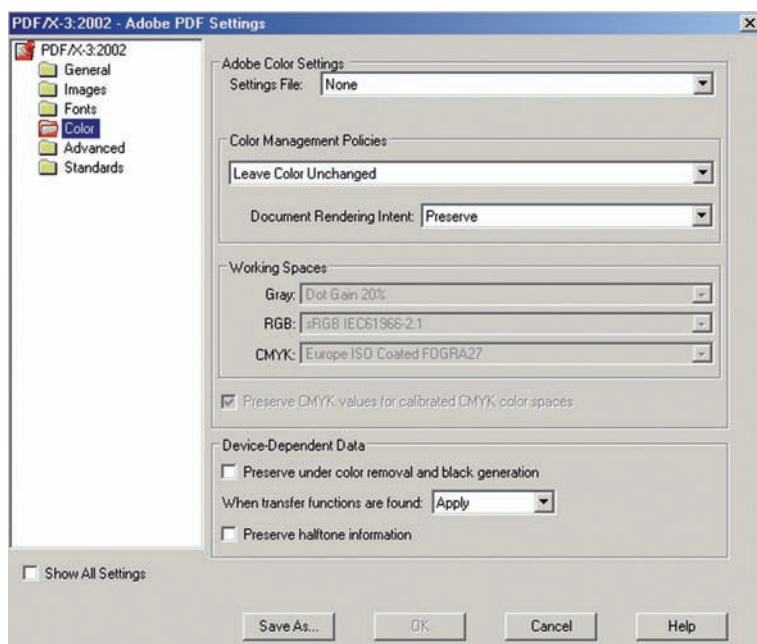 PDF/X-3:2002 - Adobe PDF Settings
PDF/X-3:2002
General
Images
Fonts
Color
Advanced
Standards
Show All Settings
Adobe Color Settings
Settings File: None
Color Management Policies
Leave Color Unchanged
Document Rendering Intent: Preserve
Working Spaces
Gray: Dot Gain 20%
RGB: sRGB IEC61966-2.1
CMYK: Europe ISO Coated FOGRA27
Preserve CMYK values for calibrated CMYK color spaces
Device-Dependent Data
Preserve under color removal and black generation
When transfer functions are found: Apply
Preserve halftone information
Save As... OK Cancel Help